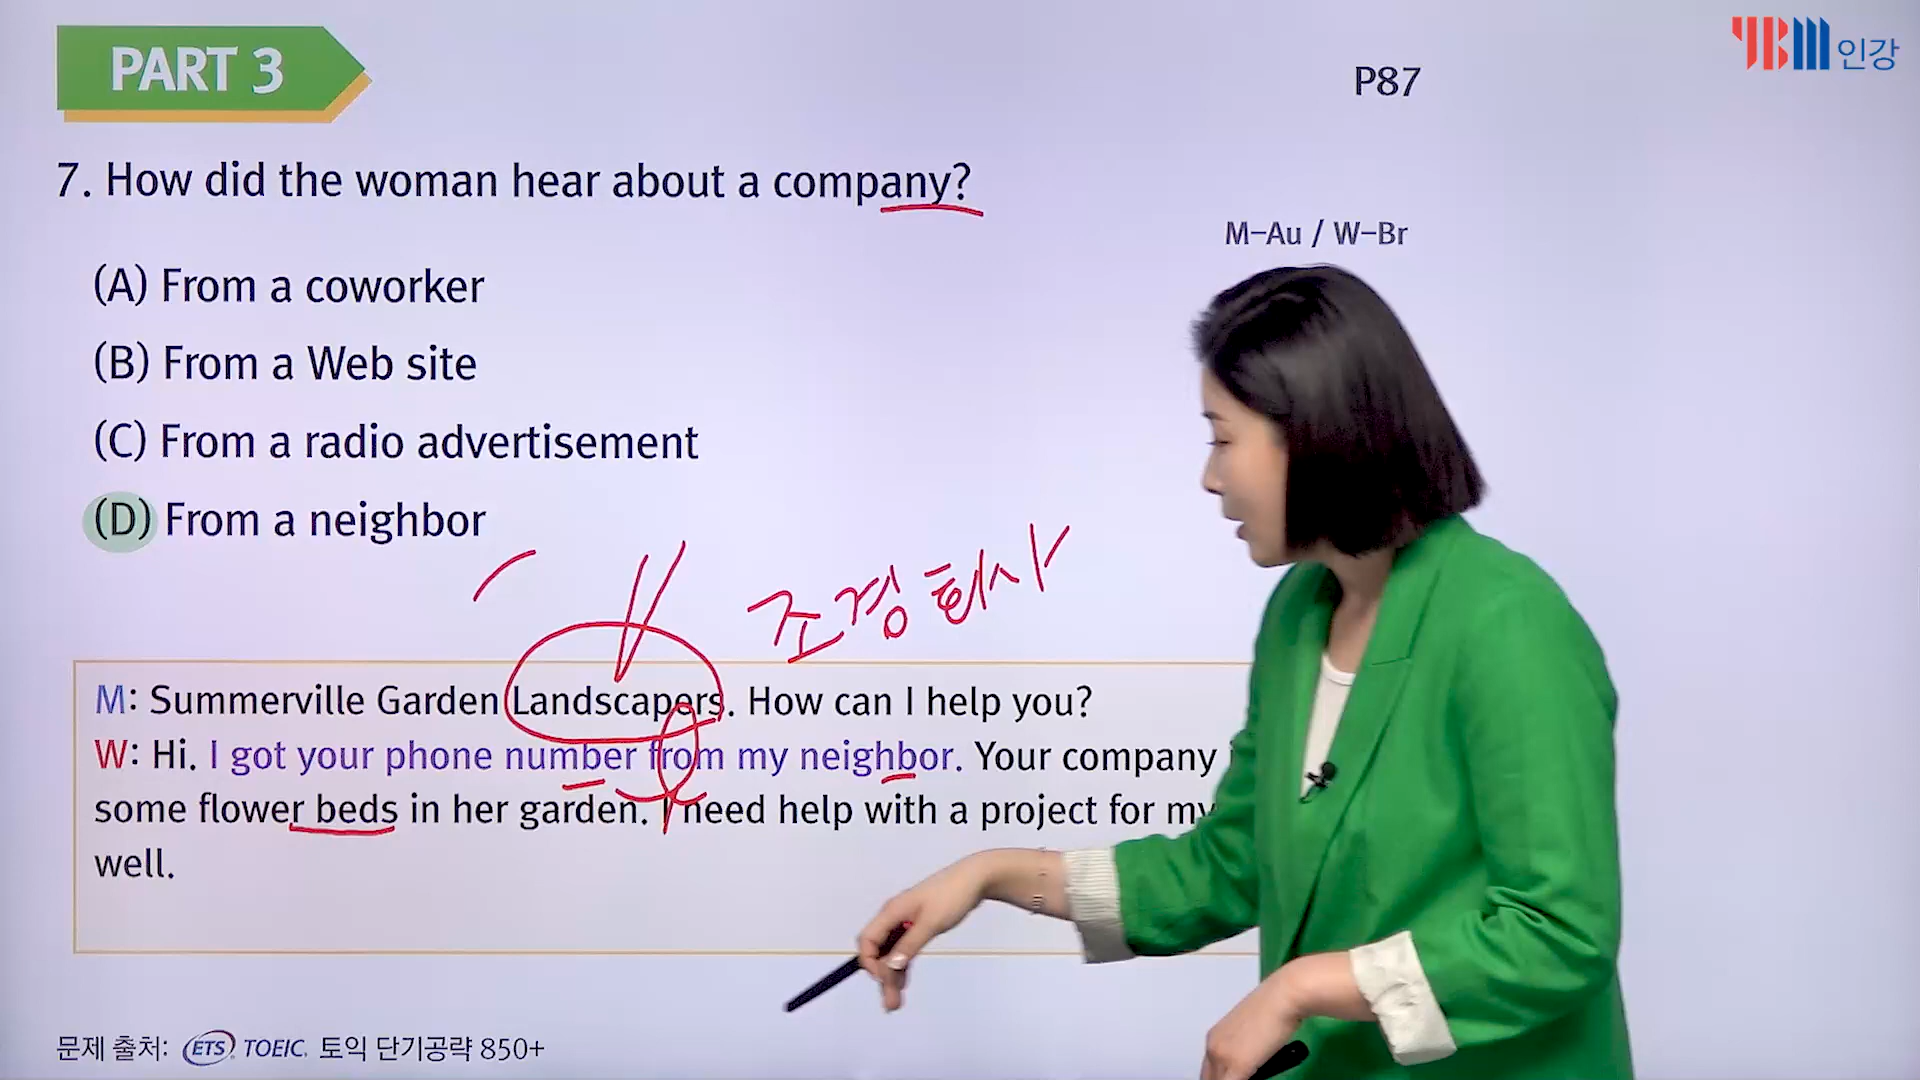 PART 3
P87
YBM 인강
7. How did the woman hear about a company?
M-Au / W-Br
(A) From a coworker
(B) From a Web site
(C) From a radio advertisement
(D) From a neighbor
조경 회사
M: Summerville Garden Landscapers. How can I help you?
W: Hi. I got your phone number from my neighbor. Your company
some flower beds in her garden. I need help with a project for my
well.
문제 출처: ETS TOEIC 토익 단기공략 850+